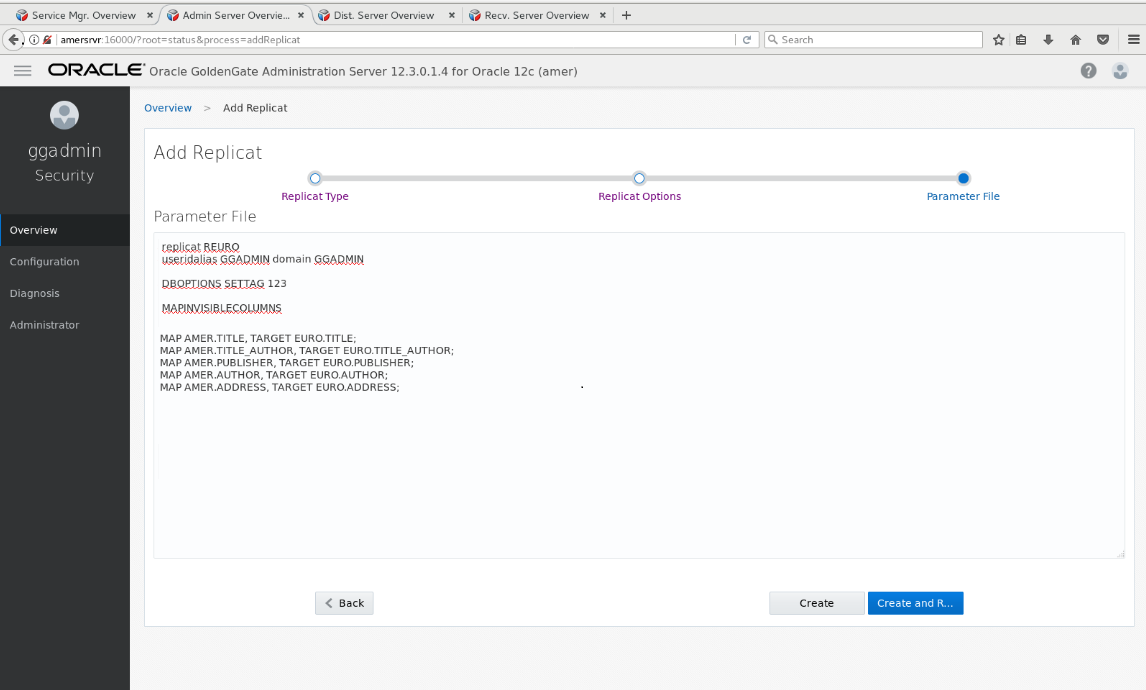 Service Mgr. Overview
Admin Server Overvie...
Dist. Server Overview
Recv. Server Overview
amersrvr:16000/?root=status&process=addReplicat
Search
ORACLE Oracle GoldenGate Administration Server 12.3.0.1.4 for Oracle 12c (amer)
ggadmin
Security
Overview
Configuration
Diagnosis
Administrator
Overview > Add Replicat
Add Replicat
Replicat Type
Replicat Options
Parameter File
Parameter File
replicat REURO
useridalias GGADMIN domain GGADMIN
DBOPTIONS SETTAG 123
MAPINVISIBLECOLUMNS
MAP AMER.TITLE, TARGET EURO.TITLE;
MAP AMER.TITLE_AUTHOR, TARGET EURO.TITLE_AUTHOR;
MAP AMER.PUBLISHER, TARGET EURO.PUBLISHER;
MAP AMER.AUTHOR, TARGET EURO.AUTHOR;
MAP AMER.ADDRESS, TARGET EURO.ADDRESS;
Back
Create
Create and R...